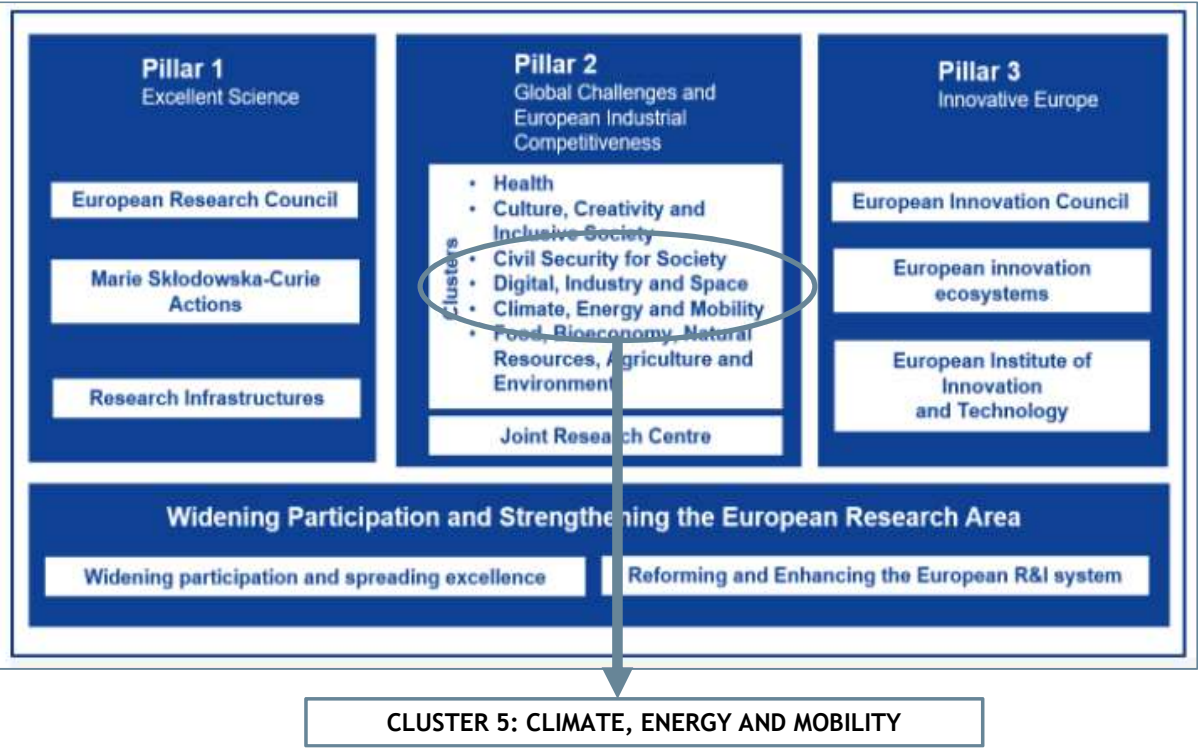 Pillar 1
Excellent Science
European Research Council
Marie Skłodowska-Curie
Actions
Research Infrastructures
Pillar 2
Global Challenges and
European Industrial
Competitiveness
Clusters
• Health
• Culture, Creativity and
Inclusive Society
• Civil Security for Society
• Digital, Industry and Space
• Climate, Energy and Mobility
• Food, Bioeconomy, Natural
Resources, Agriculture and
Environment
Joint Research Centre
Pillar 3
Innovative Europe
European Innovation Council
European innovation
ecosystems
European Institute of
Innovation
and Technology
Widening Participation and Strengthening the European Research Area
Widening participation and spreading excellence
Reforming and Enhancing the European R&I system
CLUSTER 5: CLIMATE, ENERGY AND MOBILITY